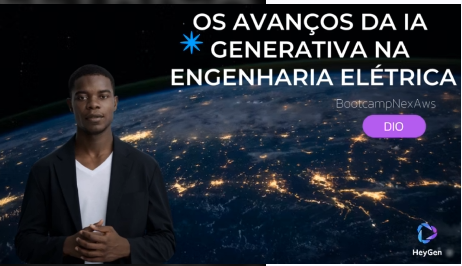 OS AVANÇOS DA IA
GENERATIVA NA
ENGENHARIA ELÉTRICA
BootcampNexAws
DIO
HeyGen